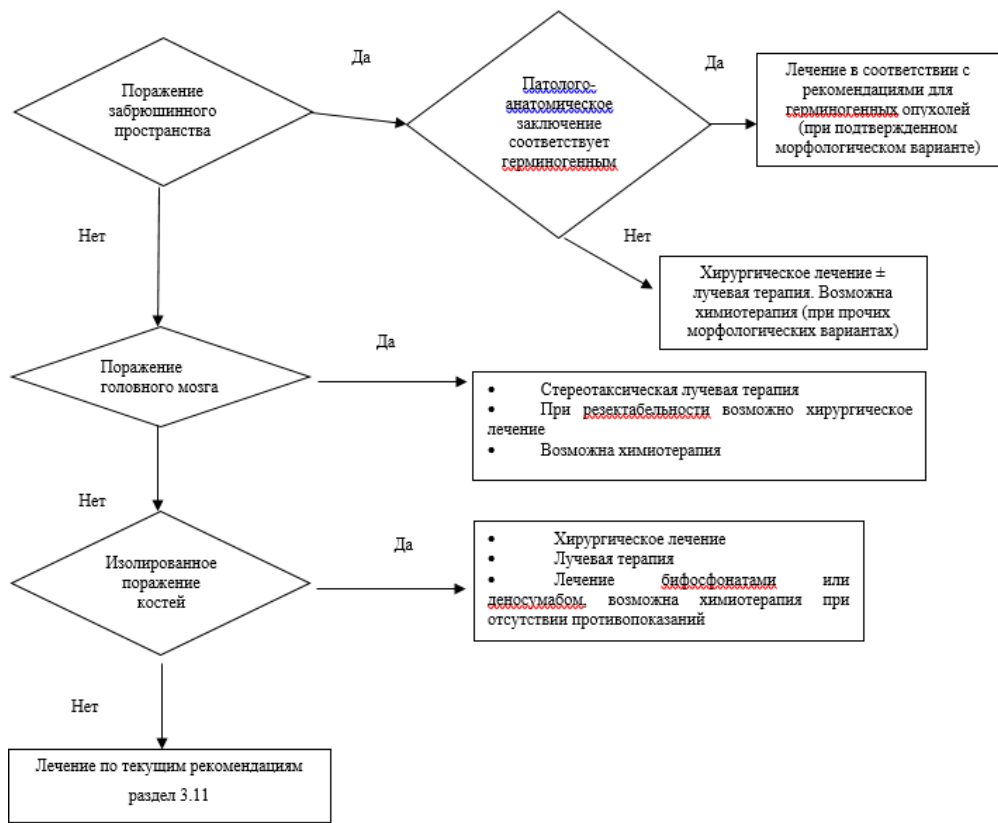 Поражение
забрюшинного
пространства
Да
Патолого-
анатомическое
заключение
соответствует
герминогенным
Да
Лечение в соответствии с
рекомендациями для
герминогенных опухолей
(при подтвержденном
морфологическом варианте)
Нет
Нет
Хирургическое лечение ±
лучевая терапия. Возможна
химиотерапия (при прочих
морфологических вариантах)
Поражение
головного мозга
Да
• Стереотаксическая лучевая терапия
• При резектабельности возможно хирургическое
лечение
• Возможна химиотерапия
Нет
Изолированное
поражение
костей
Да
• Хирургическое лечение
• Лучевая терапия
• Лечение бифосфонатами или
деносумабом, возможна химиотерапия при
отсутствии противопоказаний
Нет
Лечение по текущим рекомендациям
раздел 3.11